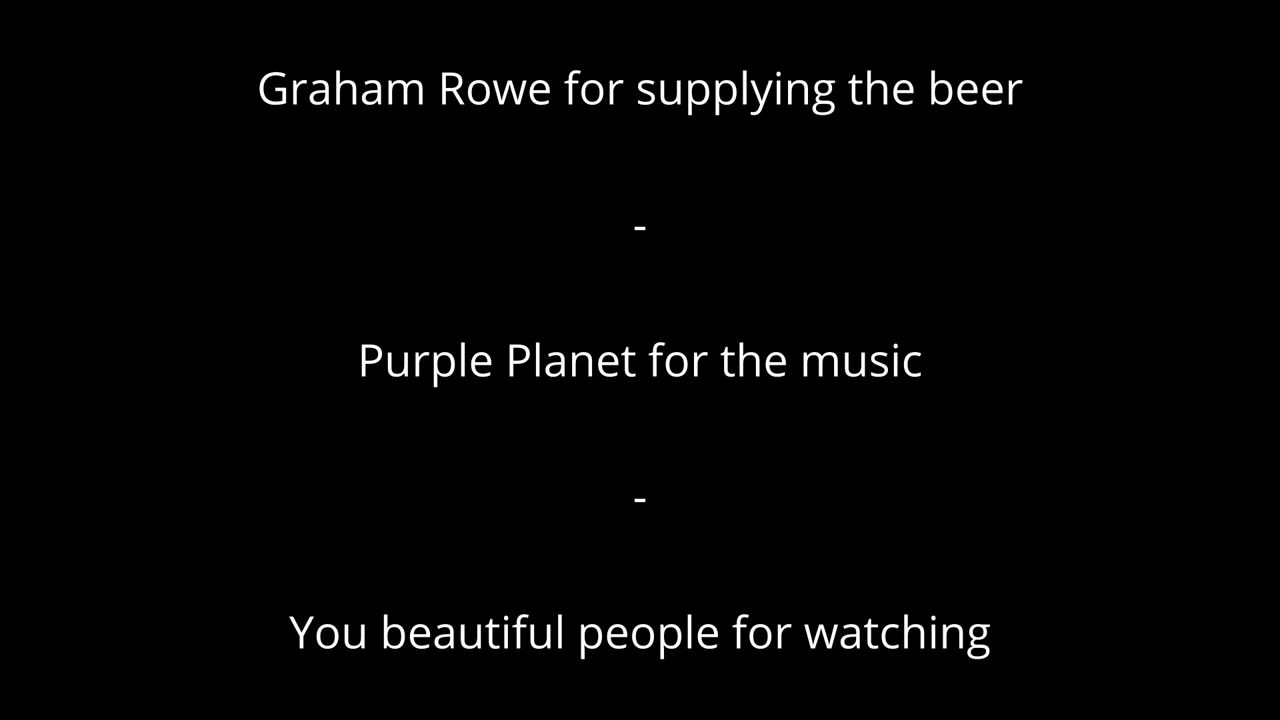 Graham Rowe for supplying the beer
-
Purple Planet for the music
-
You beautiful people for watching